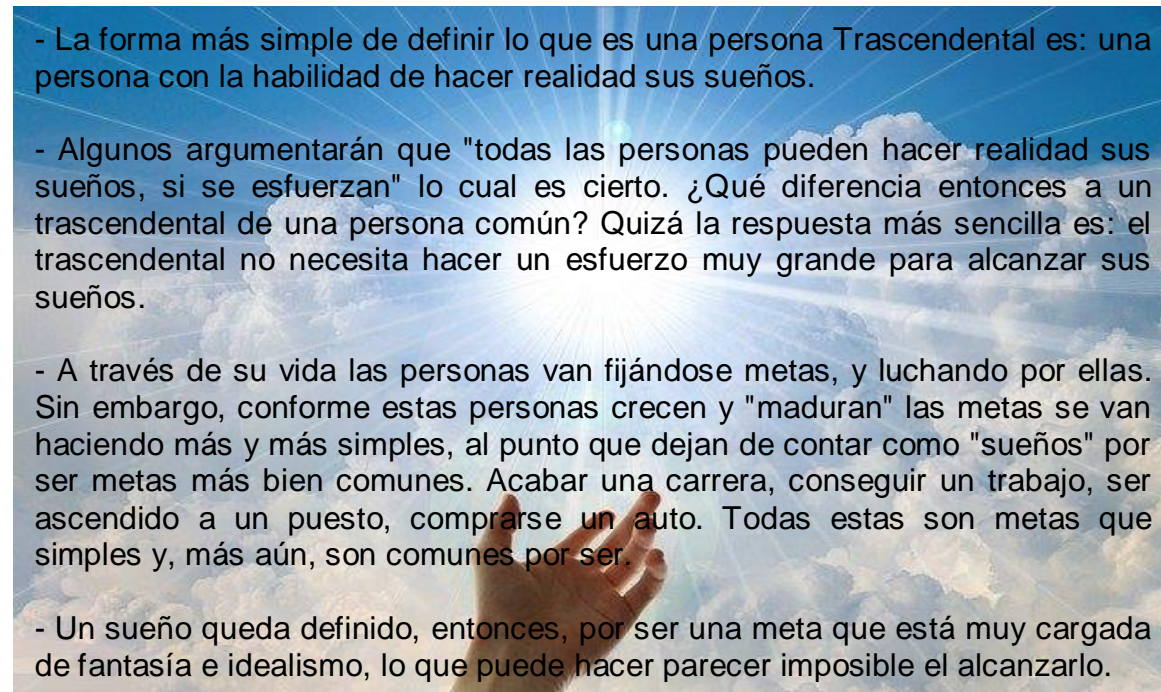 - La forma más simple de definir lo que es una persona Trascendental es: una
persona con la habilidad de hacer realidad sus sueños.
- Algunos argumentarán que "todas las personas pueden hacer realidad sus
sueños, si se esfuerzan" lo cual es cierto. ¿Qué diferencia entonces a un
trascendental de una persona común? Quizá la respuesta más sencilla es: el
trascendental no necesita hacer un esfuerzo muy grande para alcanzar sus
sueños.
- A través de su vida las personas van fijándose metas, y luchando por ellas.
Sin embargo, conforme estas personas crecen y "maduran" las metas se van
haciendo más y más simples, al punto que dejan de contar como "sueños" por
ser metas más bien comunes. Acabar una carrera, conseguir un trabajo, ser
ascendido a un puesto, comprarse un auto. Todas estas son metas que
simples y, más aún, son comunes por ser.
- Un sueño queda definido, entonces, por ser una meta que está muy cargada
de fantasía e idealismo, lo que puede hacer parecer imposible el alcanzarlo.